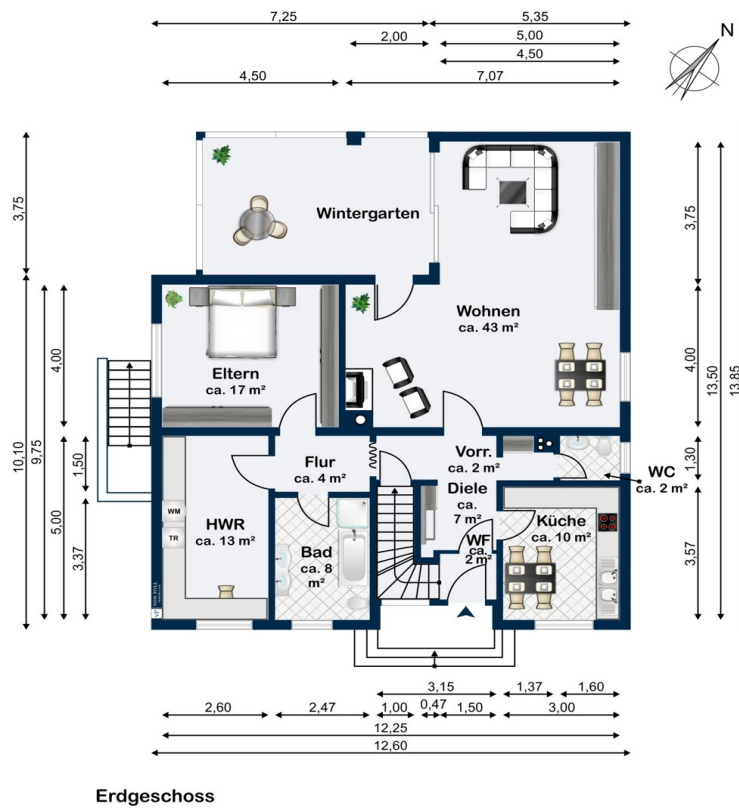 7,25
5,35
2,00
5,00
4,50
4,50
7,07
N
3,75
Wintergarten
3,75
Wohnen
ca. 43 m²
Eltern
ca. 17 m²
4,00
4,00
13,50
13,85
10,10
9,75
1,50
5,00
3,37
Flur
ca. 4 m²
Vorr.
ca. 2 m²
1,30
WC
ca. 2 m²
Diele
ca.
7 m²
WM
TR
HWR
ca. 13 m²
Bad
ca. 8
m²
WF
ca.
2 m²
Küche
ca. 10 m²
3,57
VP VON POLL
3,15
1,37
1,60
2,60
2,47
1,00
0,47
1,50
3,00
12,25
12,60
Erdgeschoss